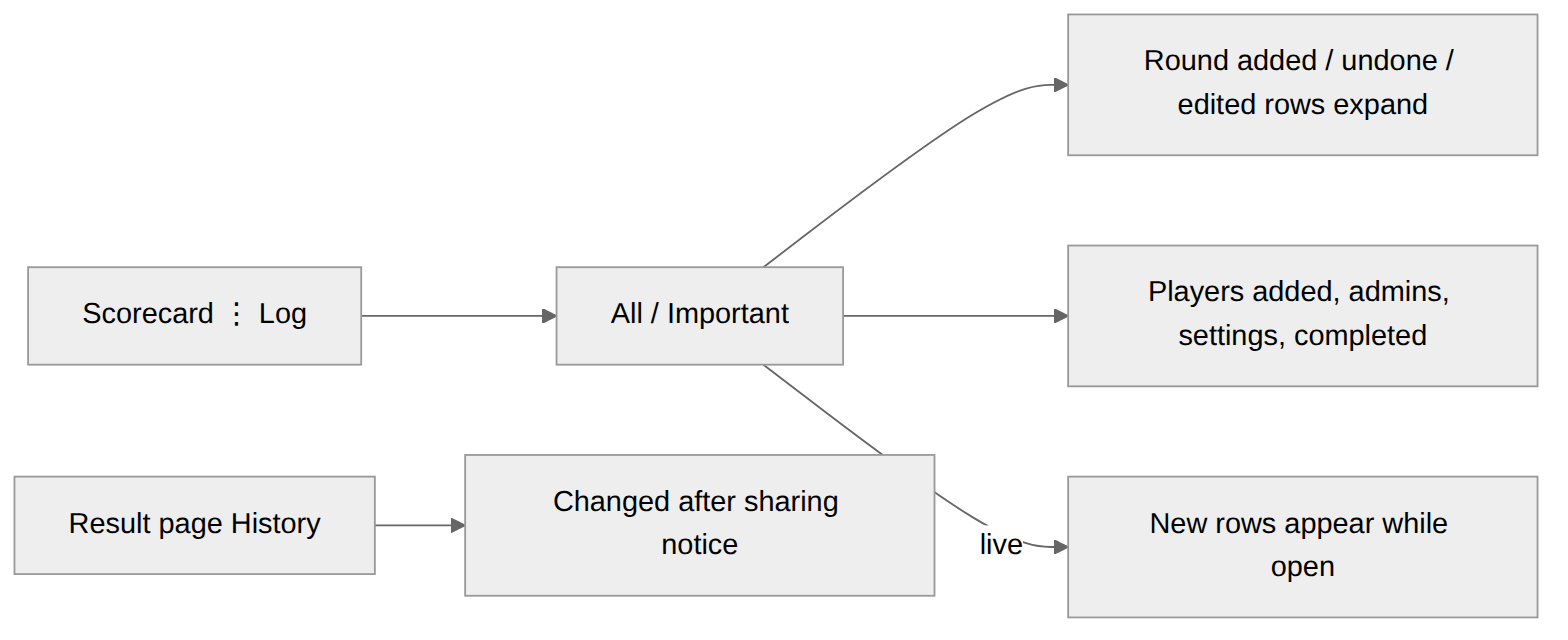 Round added / undone /
edited rows expand
Scorecard ⋮ Log
All / Important
Players added, admins,
settings, completed
Result page History
Changed after sharing
notice
live
New rows appear while
open